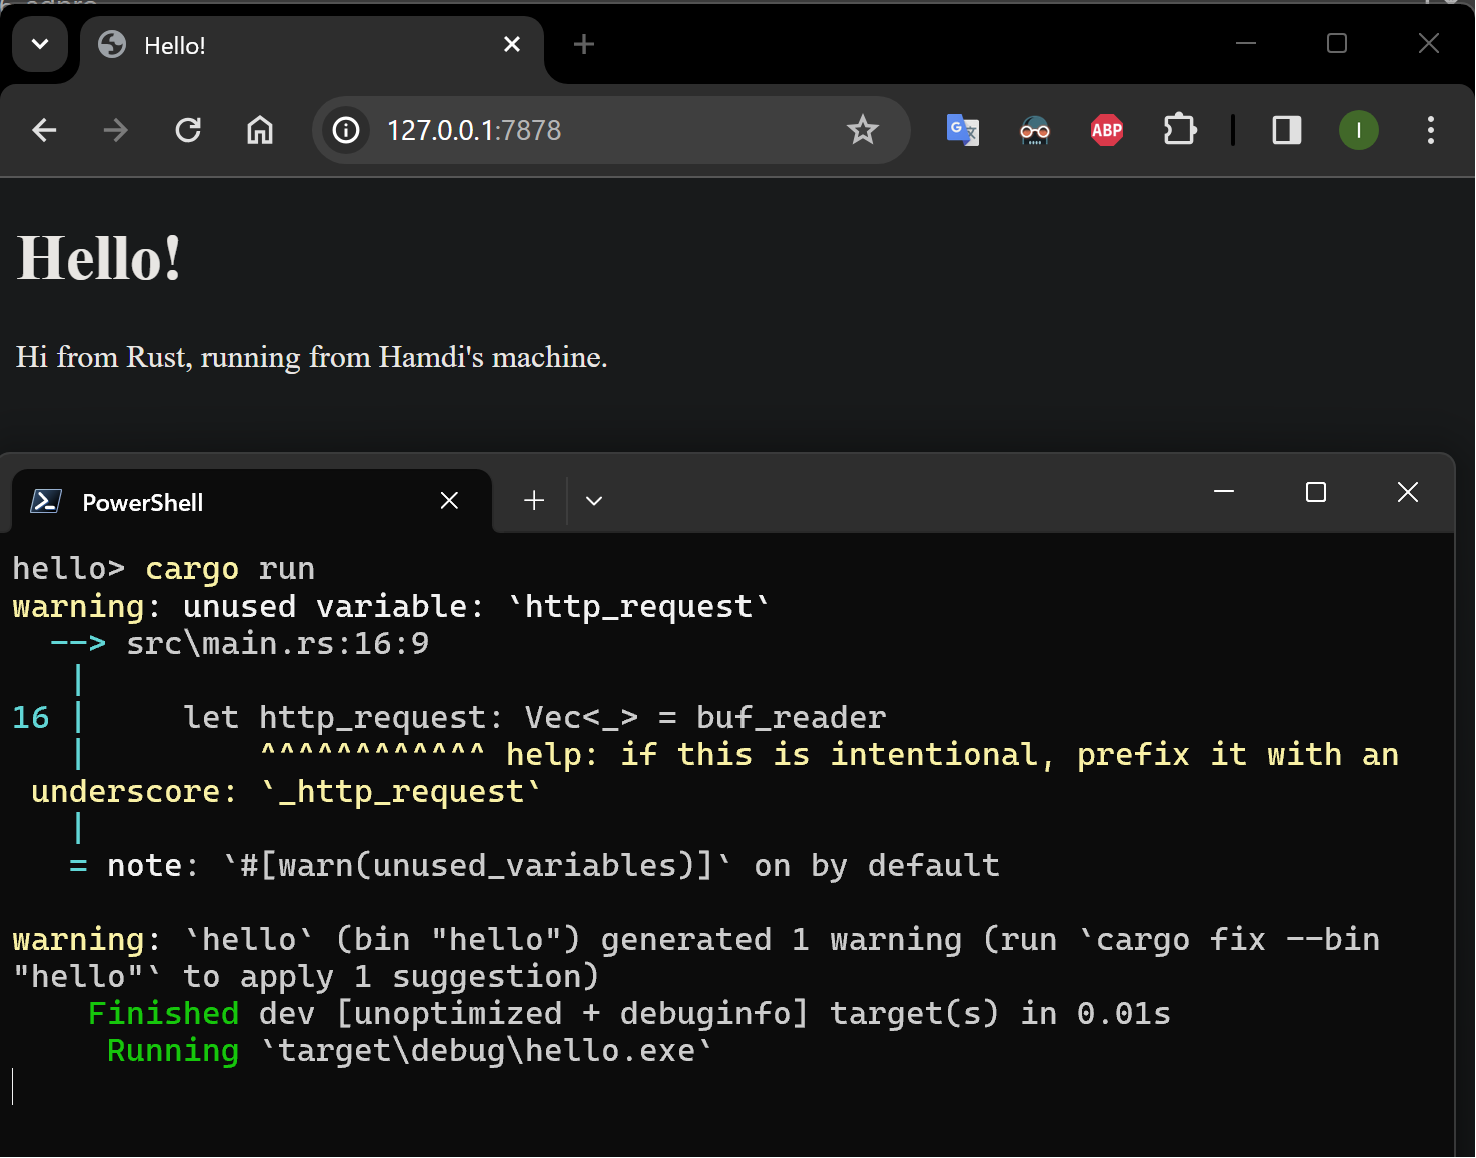 Hello!
127.0.0.1:7878
G 文
ABP
I
Hello!
Hi from Rust, running from Hamdi's machine.
PowerShell
hello> cargo run
warning: unused variable: `http_request`
  --> src\main.rs:16:9
   |
16 |     let http_request: Vec<_> = buf_reader
   |         ^^^^^^^^^^^^ help: if this is intentional, prefix it with an
 underscore: `_http_request`
   |
   = note: `#[warn(unused_variables)]` on by default
warning: `hello` (bin "hello") generated 1 warning (run `cargo fix --bin
"hello"` to apply 1 suggestion)
    Finished dev [unoptimized + debuginfo] target(s) in 0.01s
     Running `target\debug\hello.exe`